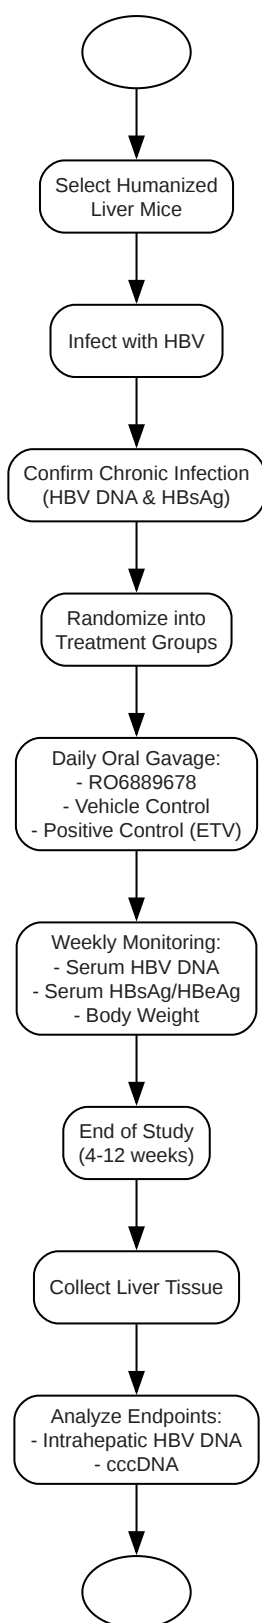 Select Humanized
Liver Mice
Infect with HBV
Confirm Chronic Infection
(HBV DNA & HBsAg)
Randomize into
Treatment Groups
Daily Oral Gavage:
- RO6889678
- Vehicle Control
- Positive Control (ETV)
Weekly Monitoring:
- Serum HBV DNA
- Serum HBsAg/HBeAg
- Body Weight
End of Study
(4-12 weeks)
Collect Liver Tissue
Analyze Endpoints:
- Intrahepatic HBV DNA
- cccDNA